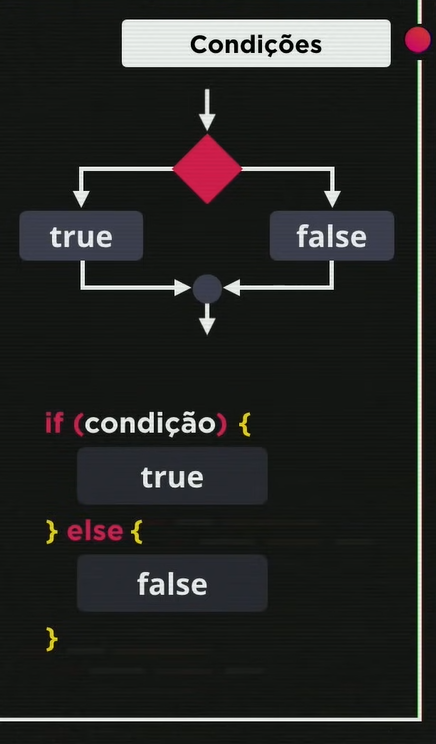 Condições
true false
if (condição) {
true
} else {
false
}